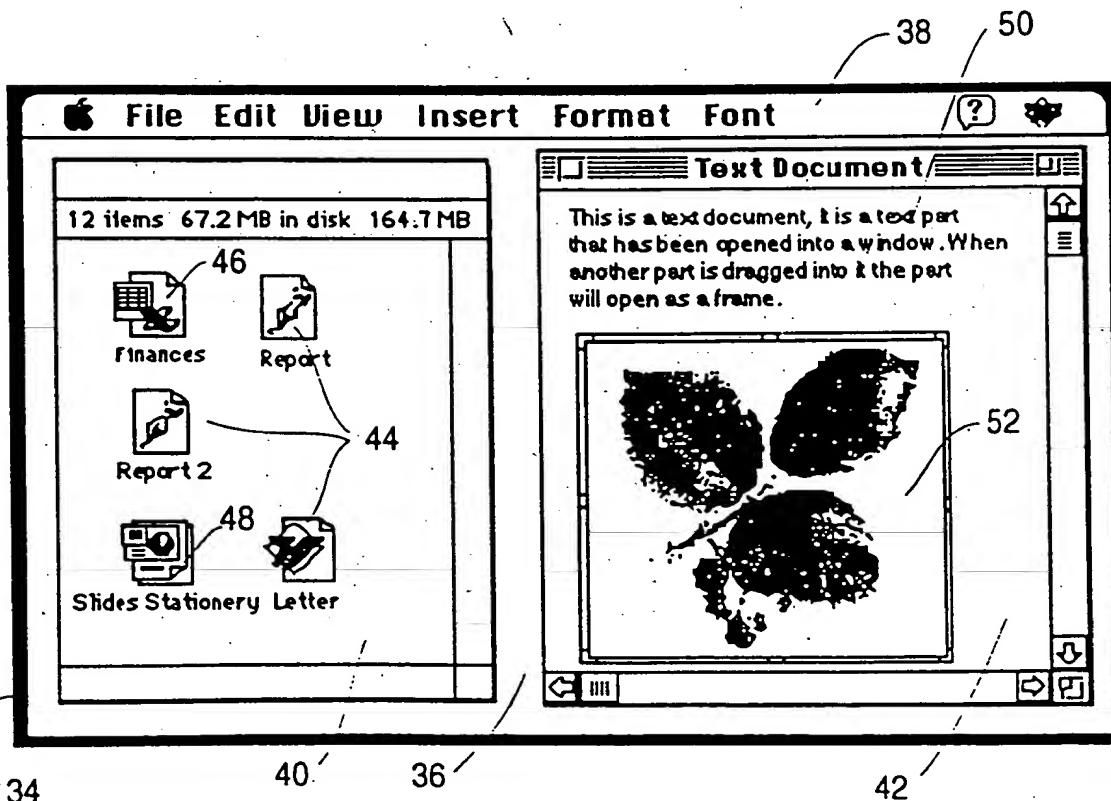 38
50
File Edit View Insert Format Font
?
Text Document
12 items 67.2 MB in disk 164.7 MB
This is a text document, it is a text part
that has been opened into a window. When
another part is dragged into it the part
will open as a frame.
46
Finances
Report
44
Report 2
52
48
Slides Stationery
Letter
34
40
36
42